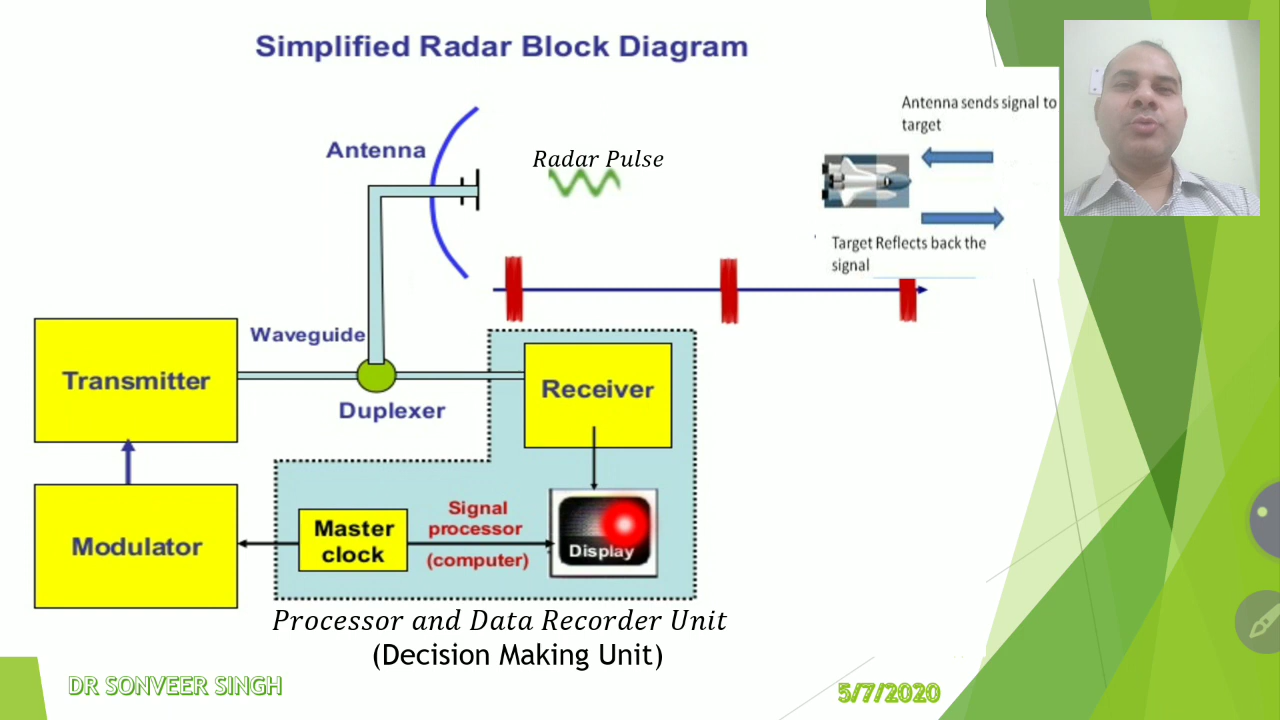 Simplified Radar Block Diagram
Antenna
Radar Pulse
Antenna sends signal to
target
Target Reflects back the
signal
Waveguide
Transmitter
Duplexer
Receiver
Modulator
Master
clock
Signal
processor
(computer)
Display
Processor and Data Recorder Unit
(Decision Making Unit)
DR SONVEER SINGH
5/7/2020